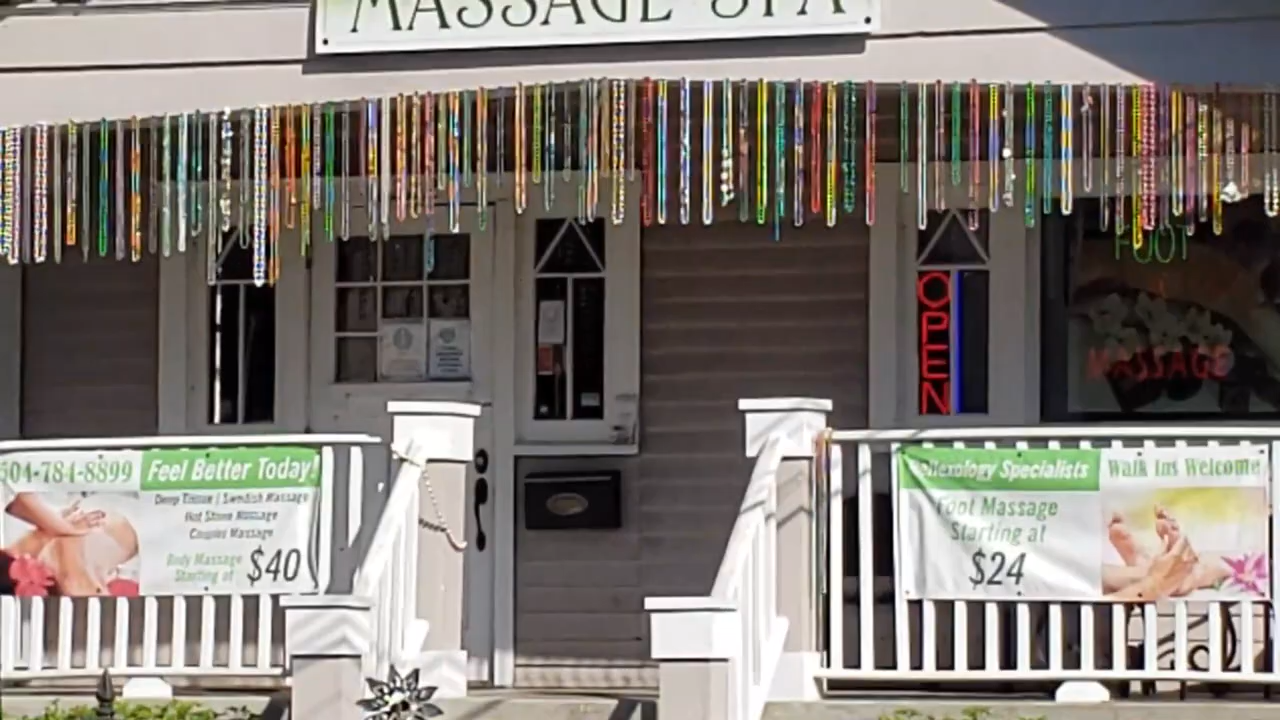 MASSAGE SPA
FOOT
MASSAGE
OPEN
504-784-8899
Feel Better Today!
Deep Tissue / Swedish Massage
Hot Stone Massage
Couples Massage
Body Massage
Starting at $40
Reflexology Specialists
Walk Ins Welcome
Foot Massage
Starting at
$24